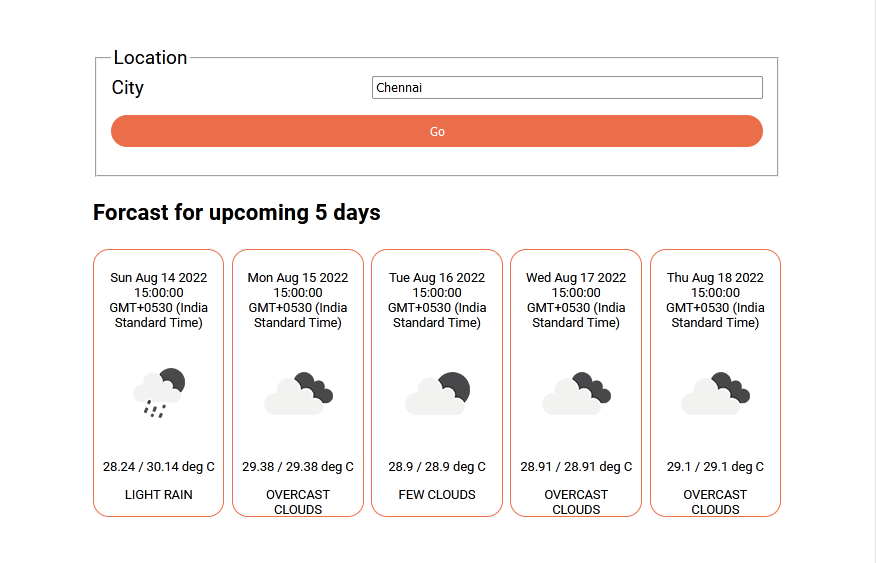 Location
City
Chennai
Go
Forcast for upcoming 5 days
Sun Aug 14 2022
15:00:00
GMT+0530 (India
Standard Time)
28.24 / 30.14 deg C
LIGHT RAIN
Mon Aug 15 2022
15:00:00
GMT+0530 (India
Standard Time)
29.38 / 29.38 deg C
OVERCAST
CLOUDS
Tue Aug 16 2022
15:00:00
GMT+0530 (India
Standard Time)
28.9 / 28.9 deg C
FEW CLOUDS
Wed Aug 17 2022
15:00:00
GMT+0530 (India
Standard Time)
28.91 / 28.91 deg C
OVERCAST
CLOUDS
Thu Aug 18 2022
15:00:00
GMT+0530 (India
Standard Time)
29.1 / 29.1 deg C
OVERCAST
CLOUDS